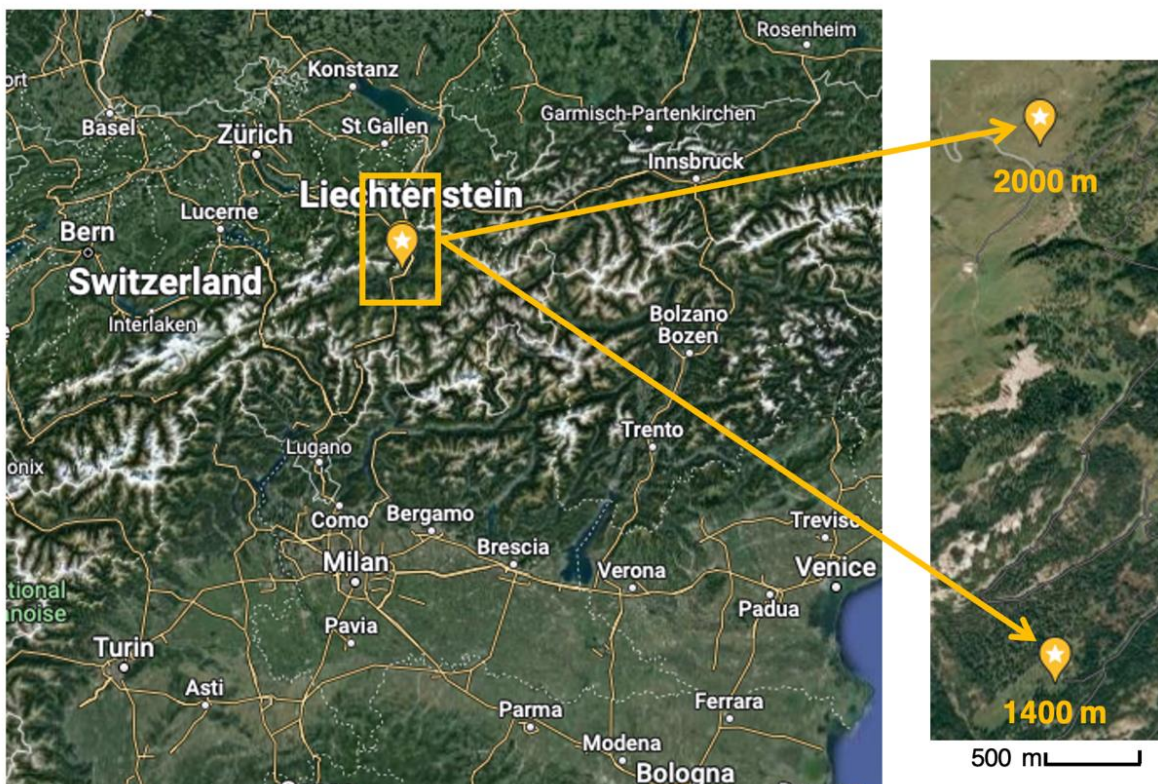 Rosenheim
Konstanz
Basel
Zürich
St Gallen
Garmisch-Partenkirchen
Innsbruck
Liechtenstein
Lucerne
Bern
Switzerland
Interlaken
Bolzano
Bozen
Lugano
Trento
Como
Bergamo
Treviso
Brescia
Milan
Verona
Venice
Padua
Pavia
Turin
Asti
Ferrara
Parma
Modena
Bologna
2000 m
1400 m
500 m